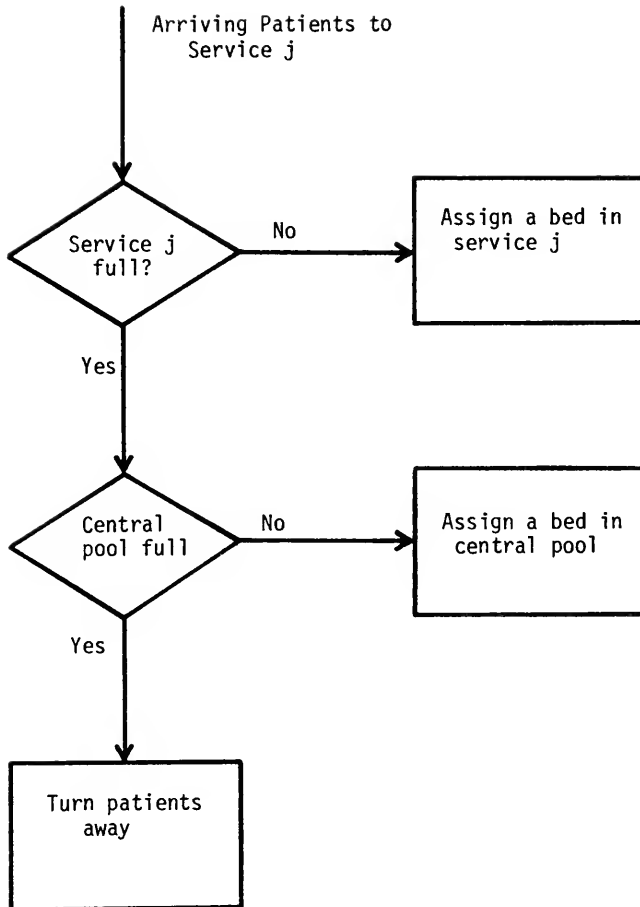 Arriving Patients to
Service j
Service j
full?
No
Assign a bed in
service j
Yes
Central
pool full
No
Assign a bed in
central pool
Yes
Turn patients
away